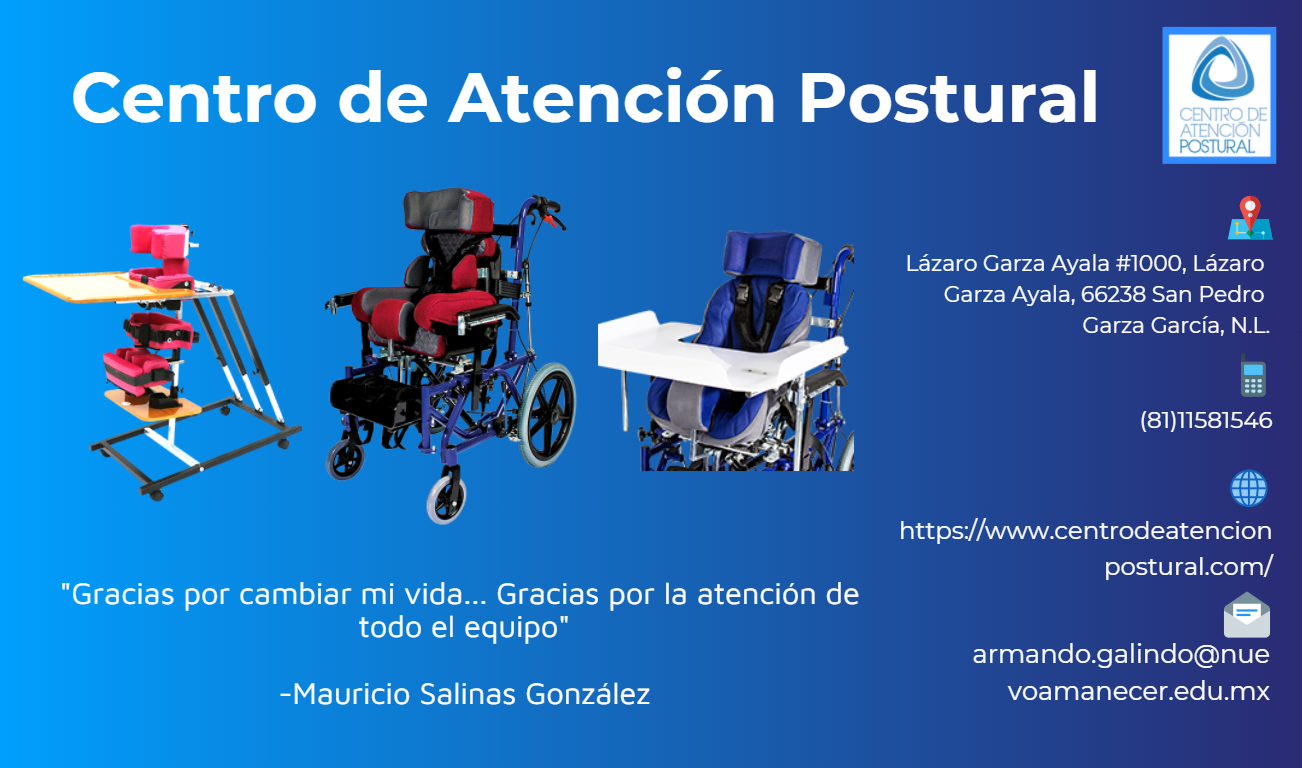 Centro de Atención Postural
CENTRO DE
ATENCIÓN
POSTURAL
Lázaro Garza Ayala #1000, Lázaro
Garza Ayala, 66238 San Pedro
Garza García, N.L.
(81)11581546
https://www.centrodeatencion
postural.com/
armando.galindo@nue
voamanecer.edu.mx
"Gracias por cambiar mi vida... Gracias por la atención de
todo el equipo"
-Mauricio Salinas González